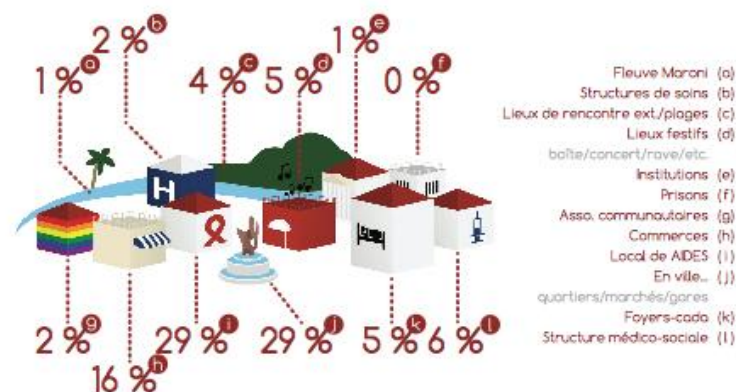 2 % b
1 % a
4 % c
5 % d
1 % e
0 % f
H
2 % g
16 % h
29 % i
29 % j
5 % k
6 % l
Fleuve Maroni (a)
Structures de soins (b)
Lieux de rencontre ext./plages (c)
Lieux festifs (d)
boîte/concert/rave/etc.
Institutions (e)
Prisons (f)
Asso. communautaires (g)
Commerces (h)
Local de AIDES (i)
En ville... (j)
quartiers/marchés/gares
Foyers-cada (k)
Structure médico-sociale (l)